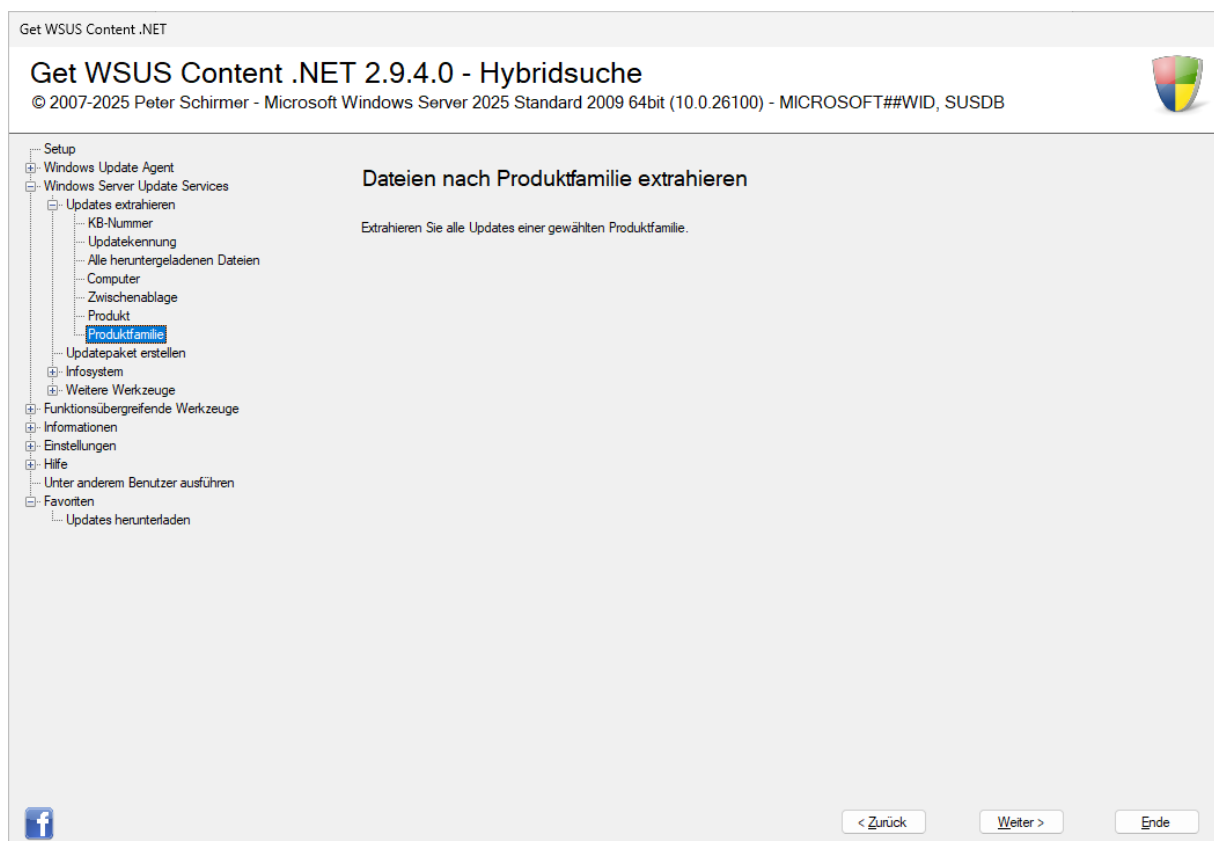 Get WSUS Content .NET
Get WSUS Content .NET 2.9.4.0 - Hybridsuche
© 2007-2025 Peter Schirmer - Microsoft Windows Server 2025 Standard 2009 64bit (10.0.26100) - MICROSOFT##WID, SUSDB
Setup
Windows Update Agent
Windows Server Update Services
Updates extrahieren
KB-Nummer
Updatekennung
Alle heruntergeladenen Dateien
Computer
Zwischenablage
Produkt
Produktfamilie
Updatepaket erstellen
Infosystem
Weitere Werkzeuge
Funktionsübergreifende Werkzeuge
Informationen
Einstellungen
Hilfe
Unter anderem Benutzer ausführen
Favoriten
Updates herunterladen
Dateien nach Produktfamilie extrahieren
Extrahieren Sie alle Updates einer gewählten Produktfamilie.
f
< Zurück
Weiter >
Ende